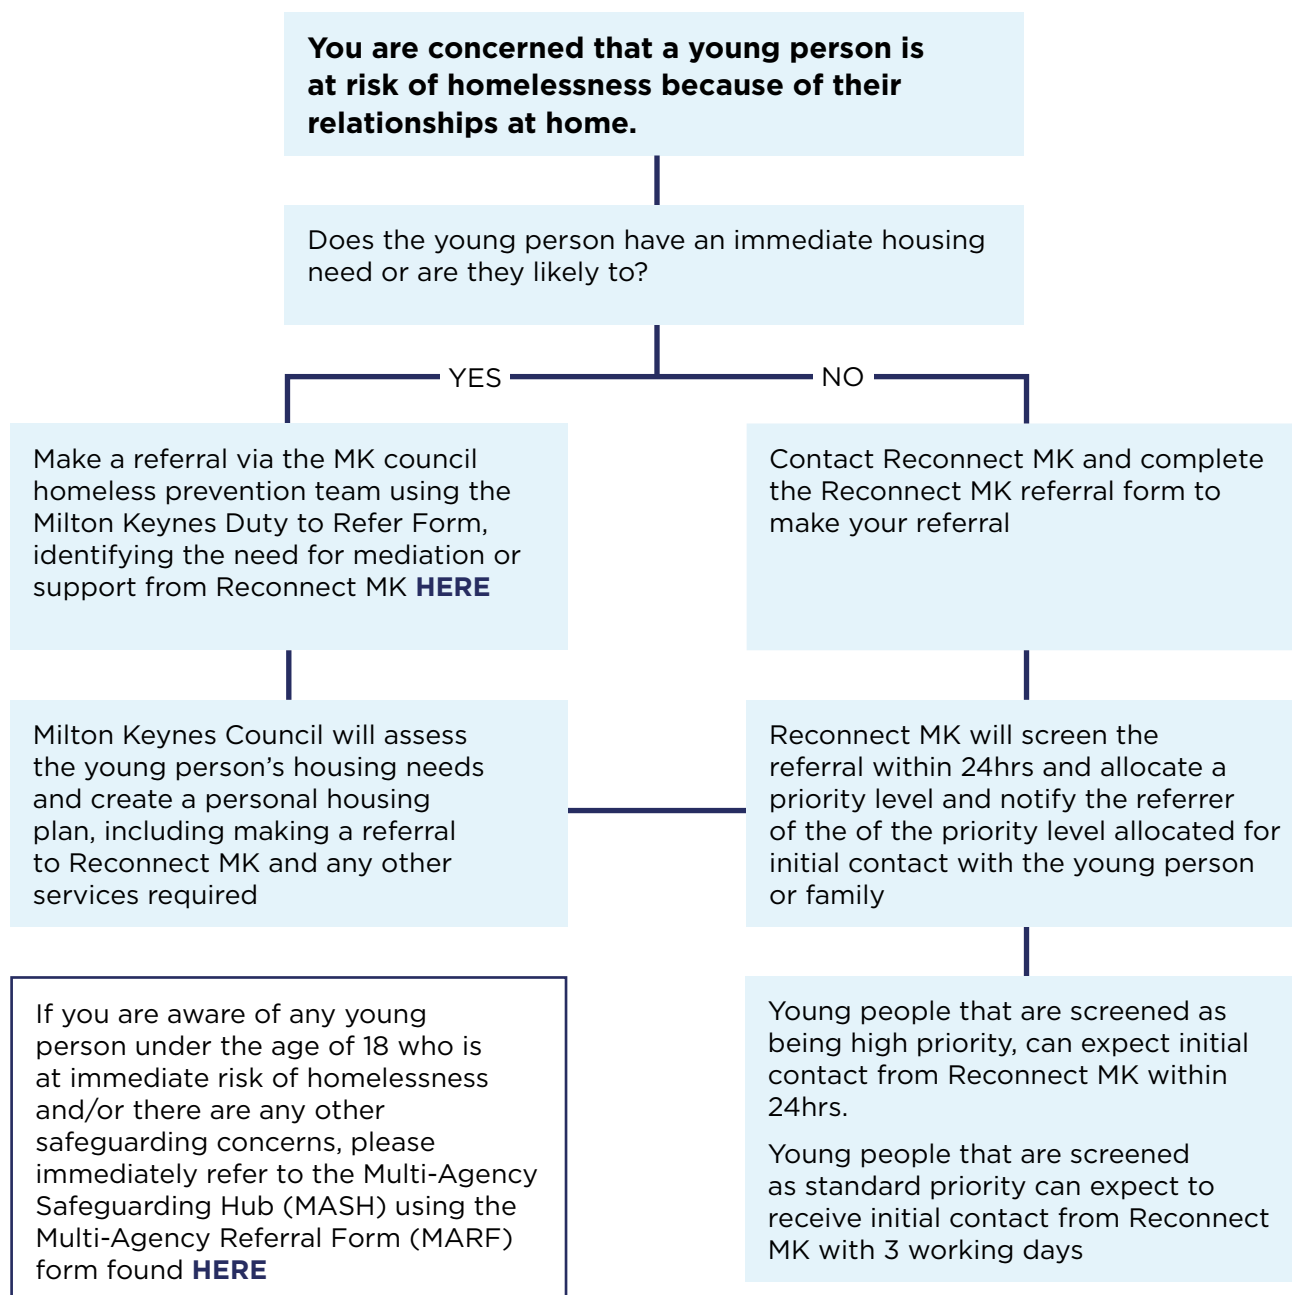 You are concerned that a young person is
at risk of homelessness because of their
relationships at home.
Does the young person have an immediate housing
need or are they likely to?
YES
NO
Make a referral via the MK council
homeless prevention team using the
Milton Keynes Duty to Refer Form,
identifying the need for mediation or
support from Reconnect MK HERE
Contact Reconnect MK and complete
the Reconnect MK referral form to
make your referral
Milton Keynes Council will assess
the young person’s housing needs
and create a personal housing
plan, including making a referral
to Reconnect MK and any other
services required
Reconnect MK will screen the
referral within 24hrs and allocate a
priority level and notify the referrer
of the of the priority level allocated for
initial contact with the young person
or family
If you are aware of any young
person under the age of 18 who is
at immediate risk of homelessness
and/or there are any other
safeguarding concerns, please
immediately refer to the Multi-Agency
Safeguarding Hub (MASH) using the
Multi-Agency Referral Form (MARF)
form found HERE
Young people that are screened as
being high priority, can expect initial
contact from Reconnect MK within
24hrs.
Young people that are screened
as standard priority can expect to
receive initial contact from Reconnect
MK with 3 working days